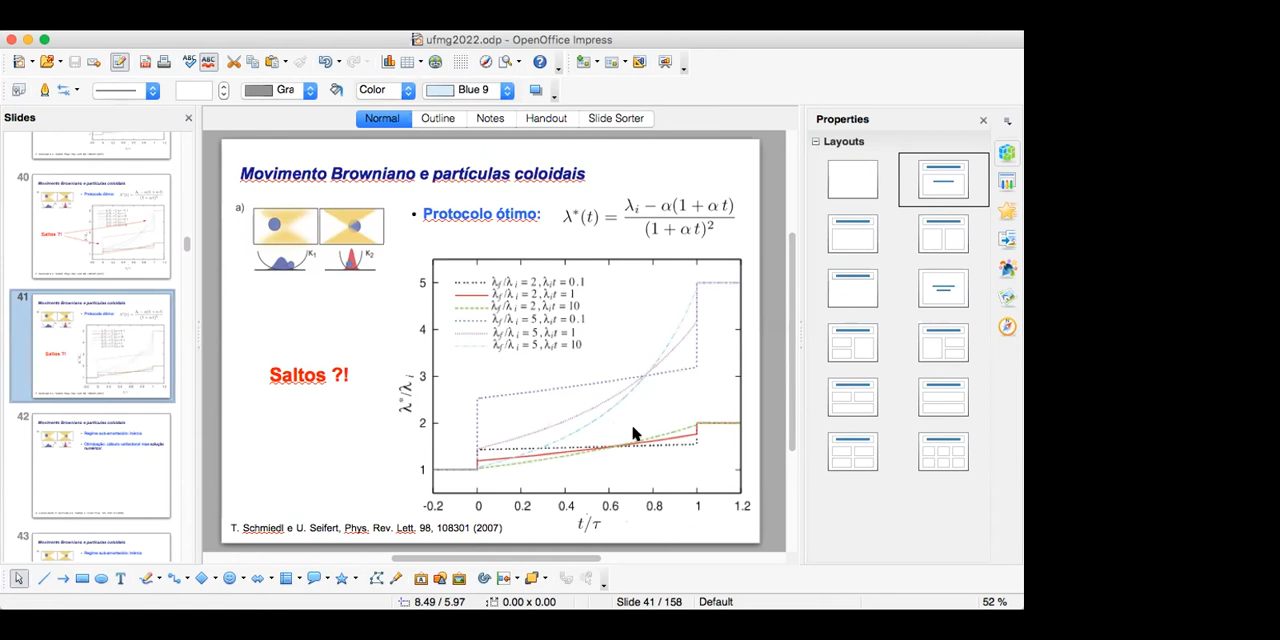 ufmg2022.odp - OpenOffice Impress
Gra
Color
Blue 9
Slides
Normal
Outline
Notes
Handout
Slide Sorter
Properties
Layouts
40
41
42
43
Saltos ?!
Saltos ?!
Movimento Browniano e partículas coloidais
a)
K1
K2
• Protocolo ótimo:
λ*(t) = (λi − α(1 + α t)) / (1 + α t)²
λf/λi = 2, λit = 0.1
λf/λi = 2, λit = 1
λf/λi = 2, λit = 10
λf/λi = 5, λit = 0.1
λf/λi = 5, λit = 1
λf/λi = 5, λit = 10
Saltos ?!
λ*/λi
5
4
3
2
1
-0.2 0 0.2 0.4 0.6 0.8 1 1.2
t/τ
T. Schmiedl e U. Seifert, Phys. Rev. Lett. 98, 108301 (2007)
8.49 / 5.97
0.00 x 0.00
Slide 41 / 158
Default
52 %